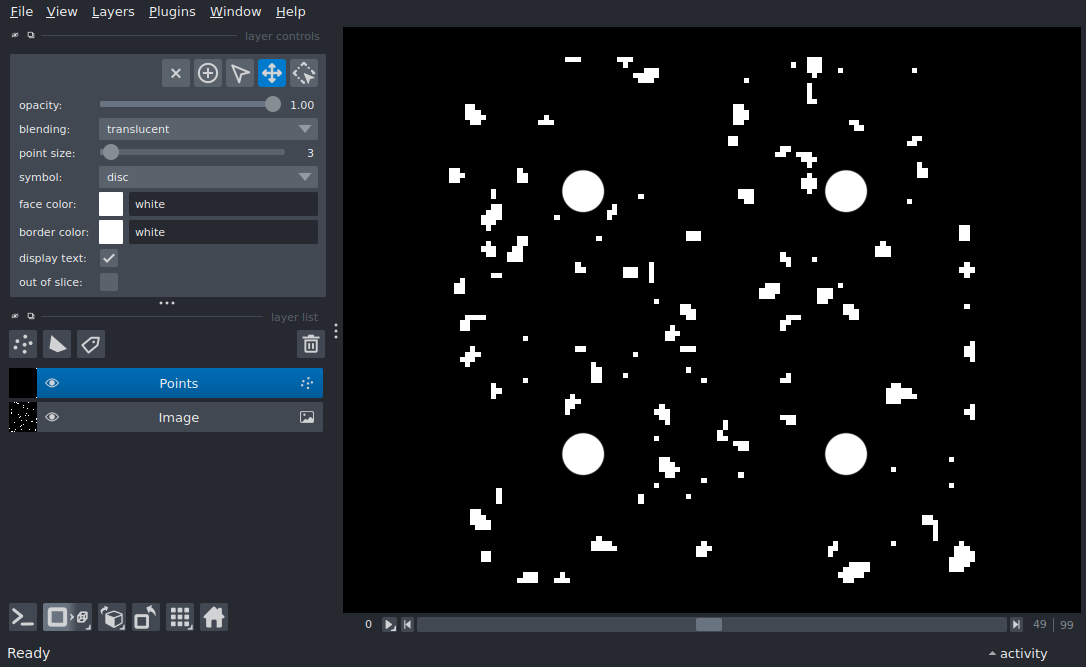 File View Layers Plugins Window Help
layer controls
opacity: 1.00
blending: translucent
point size: 3
symbol: disc
face color: white
border color: white
display text:
out of slice:
layer list
Points
Image
0 49 99
Ready activity